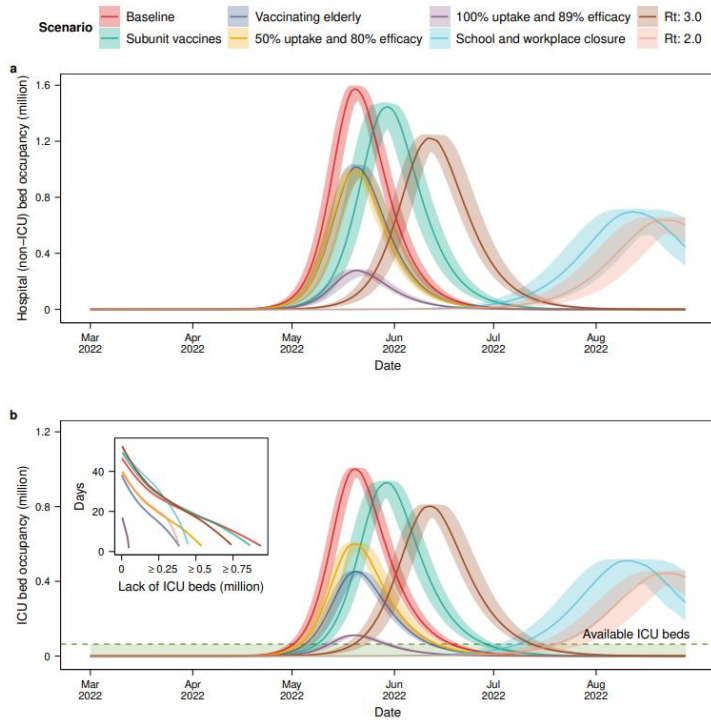 Scenario
Baseline
Vaccinating elderly
100% uptake and 89% efficacy
Rt: 3.0
Subunit vaccines
50% uptake and 80% efficacy
School and workplace closure
Rt: 2.0
a
Hospital (non−ICU) bed occupancy (million)
1.6
1.2
0.8
0.4
0
Mar
2022
Apr
2022
May
2022
Jun
2022
Jul
2022
Aug
2022
Date
b
ICU bed occupancy (million)
1.2
0.8
0.4
0
Days
40
20
0
0
≥ 0.25
≥ 0.5
≥ 0.75
Lack of ICU beds (million)
Available ICU beds
Mar
2022
Apr
2022
May
2022
Jun
2022
Jul
2022
Aug
2022
Date